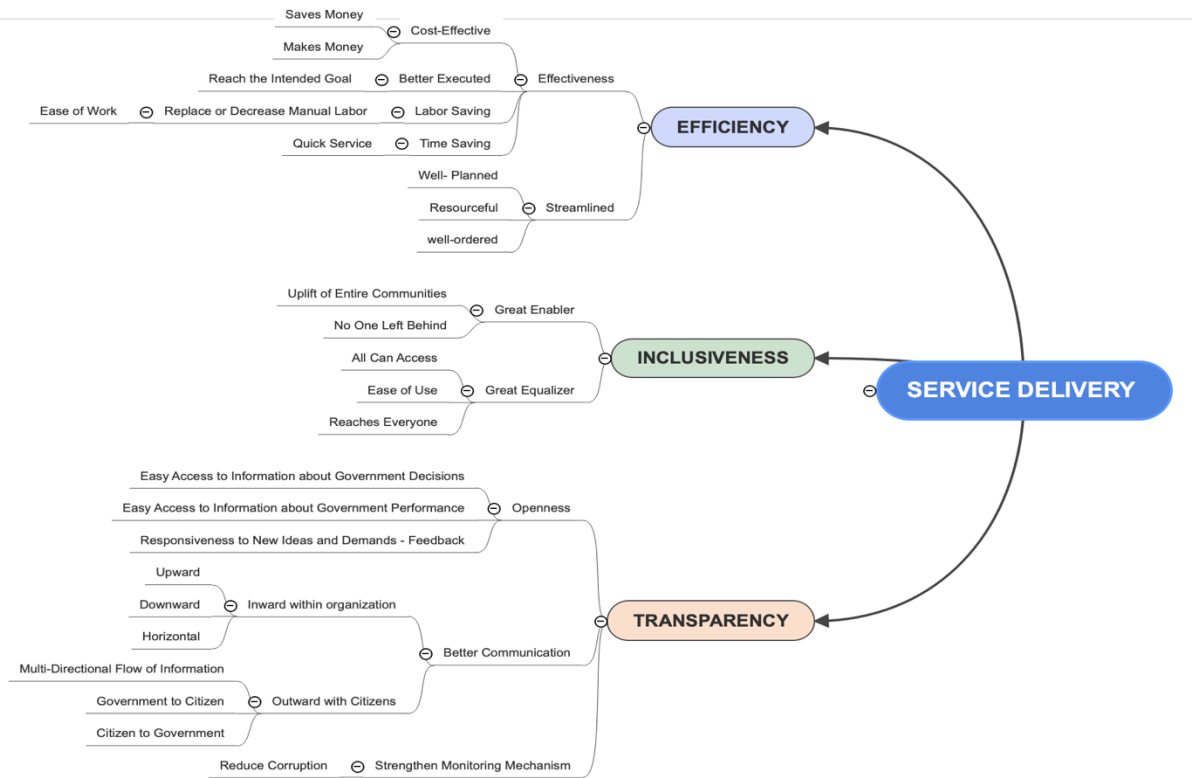 Saves Money
Cost-Effective
Makes Money
Reach the Intended Goal
Better Executed
Effectiveness
Ease of Work
Replace or Decrease Manual Labor
Labor Saving
EFFICIENCY
Quick Service
Time Saving
Well- Planned
Resourceful
Streamlined
well-ordered
Uplift of Entire Communities
Great Enabler
No One Left Behind
INCLUSIVENESS
All Can Access
Ease of Use
Great Equalizer
Reaches Everyone
SERVICE DELIVERY
Easy Access to Information about Government Decisions
Easy Access to Information about Government Performance
Openness
Responsiveness to New Ideas and Demands - Feedback
Upward
Downward
Inward within organization
Horizontal
TRANSPARENCY
Better Communication
Multi-Directional Flow of Information
Government to Citizen
Outward with Citizens
Citizen to Government
Reduce Corruption
Strengthen Monitoring Mechanism